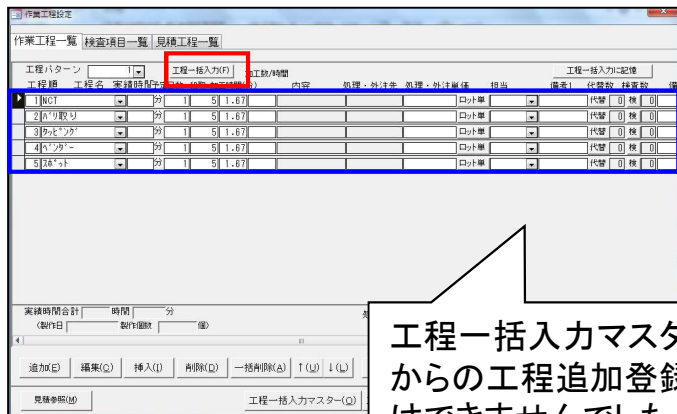 作業工程設定
作業工程一覧 検査項目一覧 見積工程一覧
工程パターン 1 工程一括入力(F) 加工数/時間 工程一括入力に記憶
工程順 工程名 実績時間 内容 処理・外注先 処理・外注単価 担当 備考1 代替数 検査数
1 NCT 分 1 5 1.67 ロット単 代替 0 検 0
2 バリ取り 分 1 5 1.67 ロット単 代替 0 検 0
3 タッピング 分 1 5 1.67 ロット単 代替 0 検 0
4 ベンダー 分 1 5 1.67 ロット単 代替 0 検 0
5 スポット 分 1 5 1.67 ロット単 代替 0 検 0
実績時間合計 時間 分
(製作日 製作個数 個)
追加(E) 編集(C) 挿入(I) 削除(D) 一括削除(A) ↑(U) ↓(L)
見積参照(M) 工程一括入力マスター(O)
工程一括入力マスタ
からの工程追加登録
はできませんでした